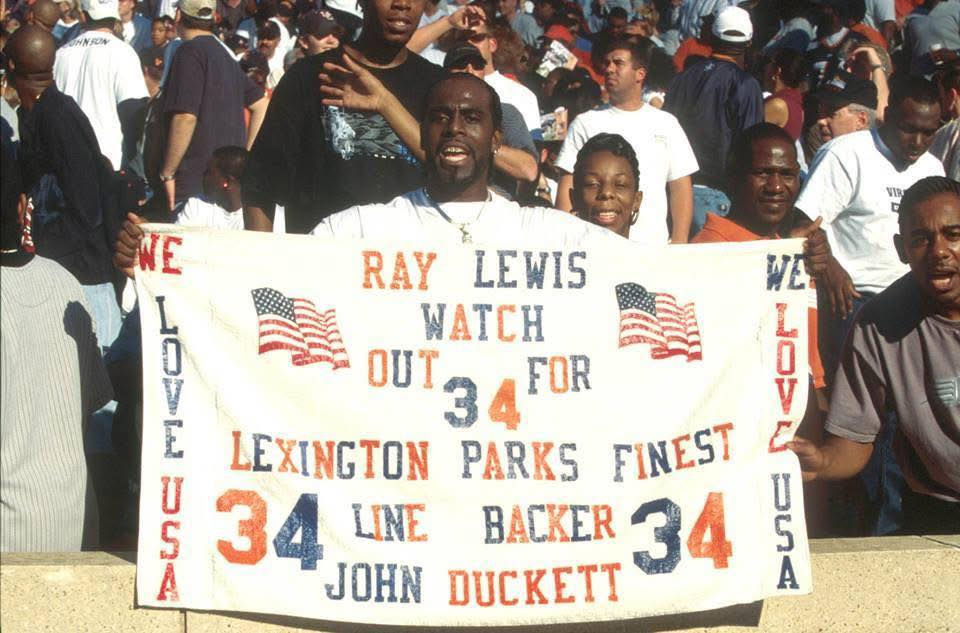 JOHNSON
WE
LOVE
USA
RAY LEWIS
WATCH
OUT FOR
34
LEXINGTON PARKS FINEST
34 LINE BACKER 34
JOHN DUCKETT
WE
LOVE
USA